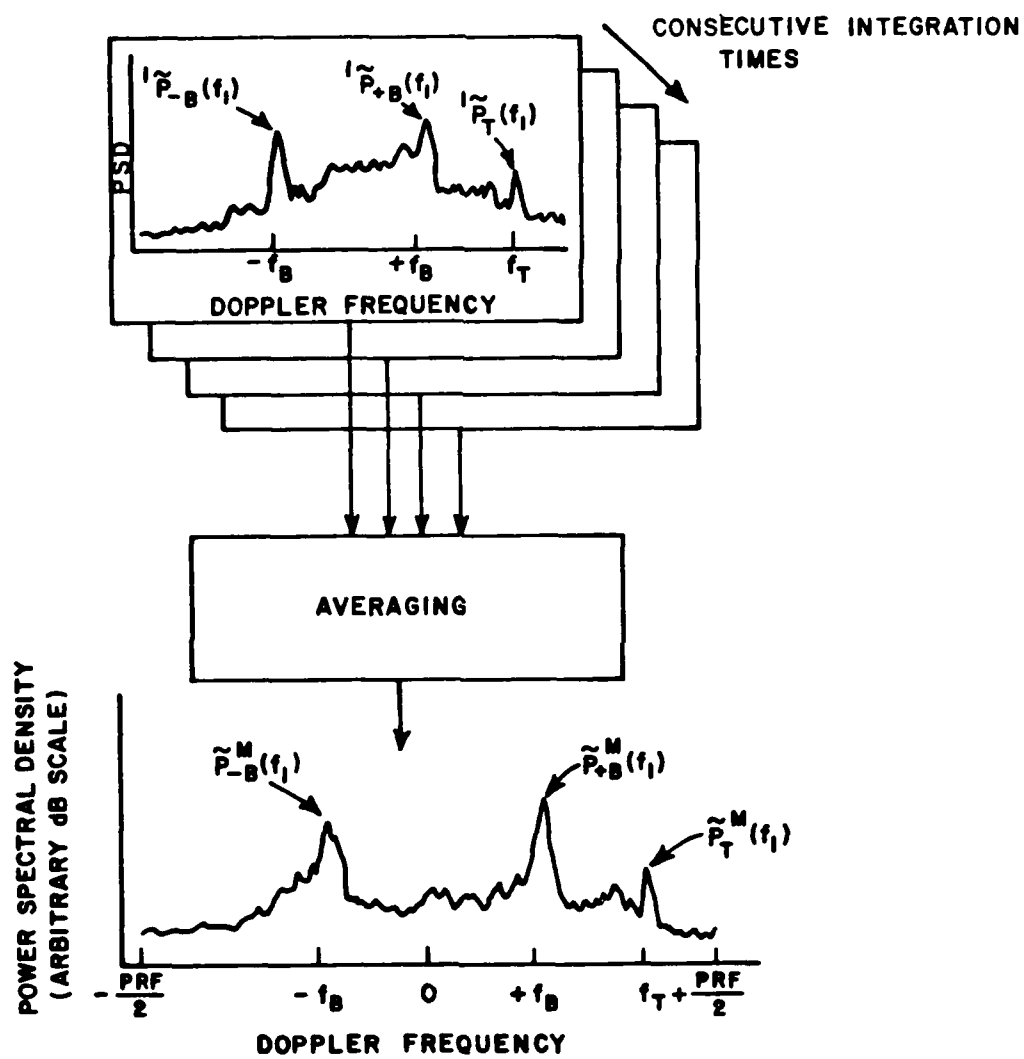 CONSECUTIVE INTEGRATION
TIMES
¹P̃₋B(f₁)
¹P̃₊B(f₁)
¹P̃T(f₁)
PSD
-fB
+fB
fT
DOPPLER FREQUENCY
AVERAGING
POWER SPECTRAL DENSITY
(ARBITRARY dB SCALE)
P̃ᴹ₋B(f₁)
P̃ᴹ₊B(f₁)
P̃ᴹT(f₁)
-PRF/2
-fB
0
+fB
fT
+PRF/2
DOPPLER FREQUENCY